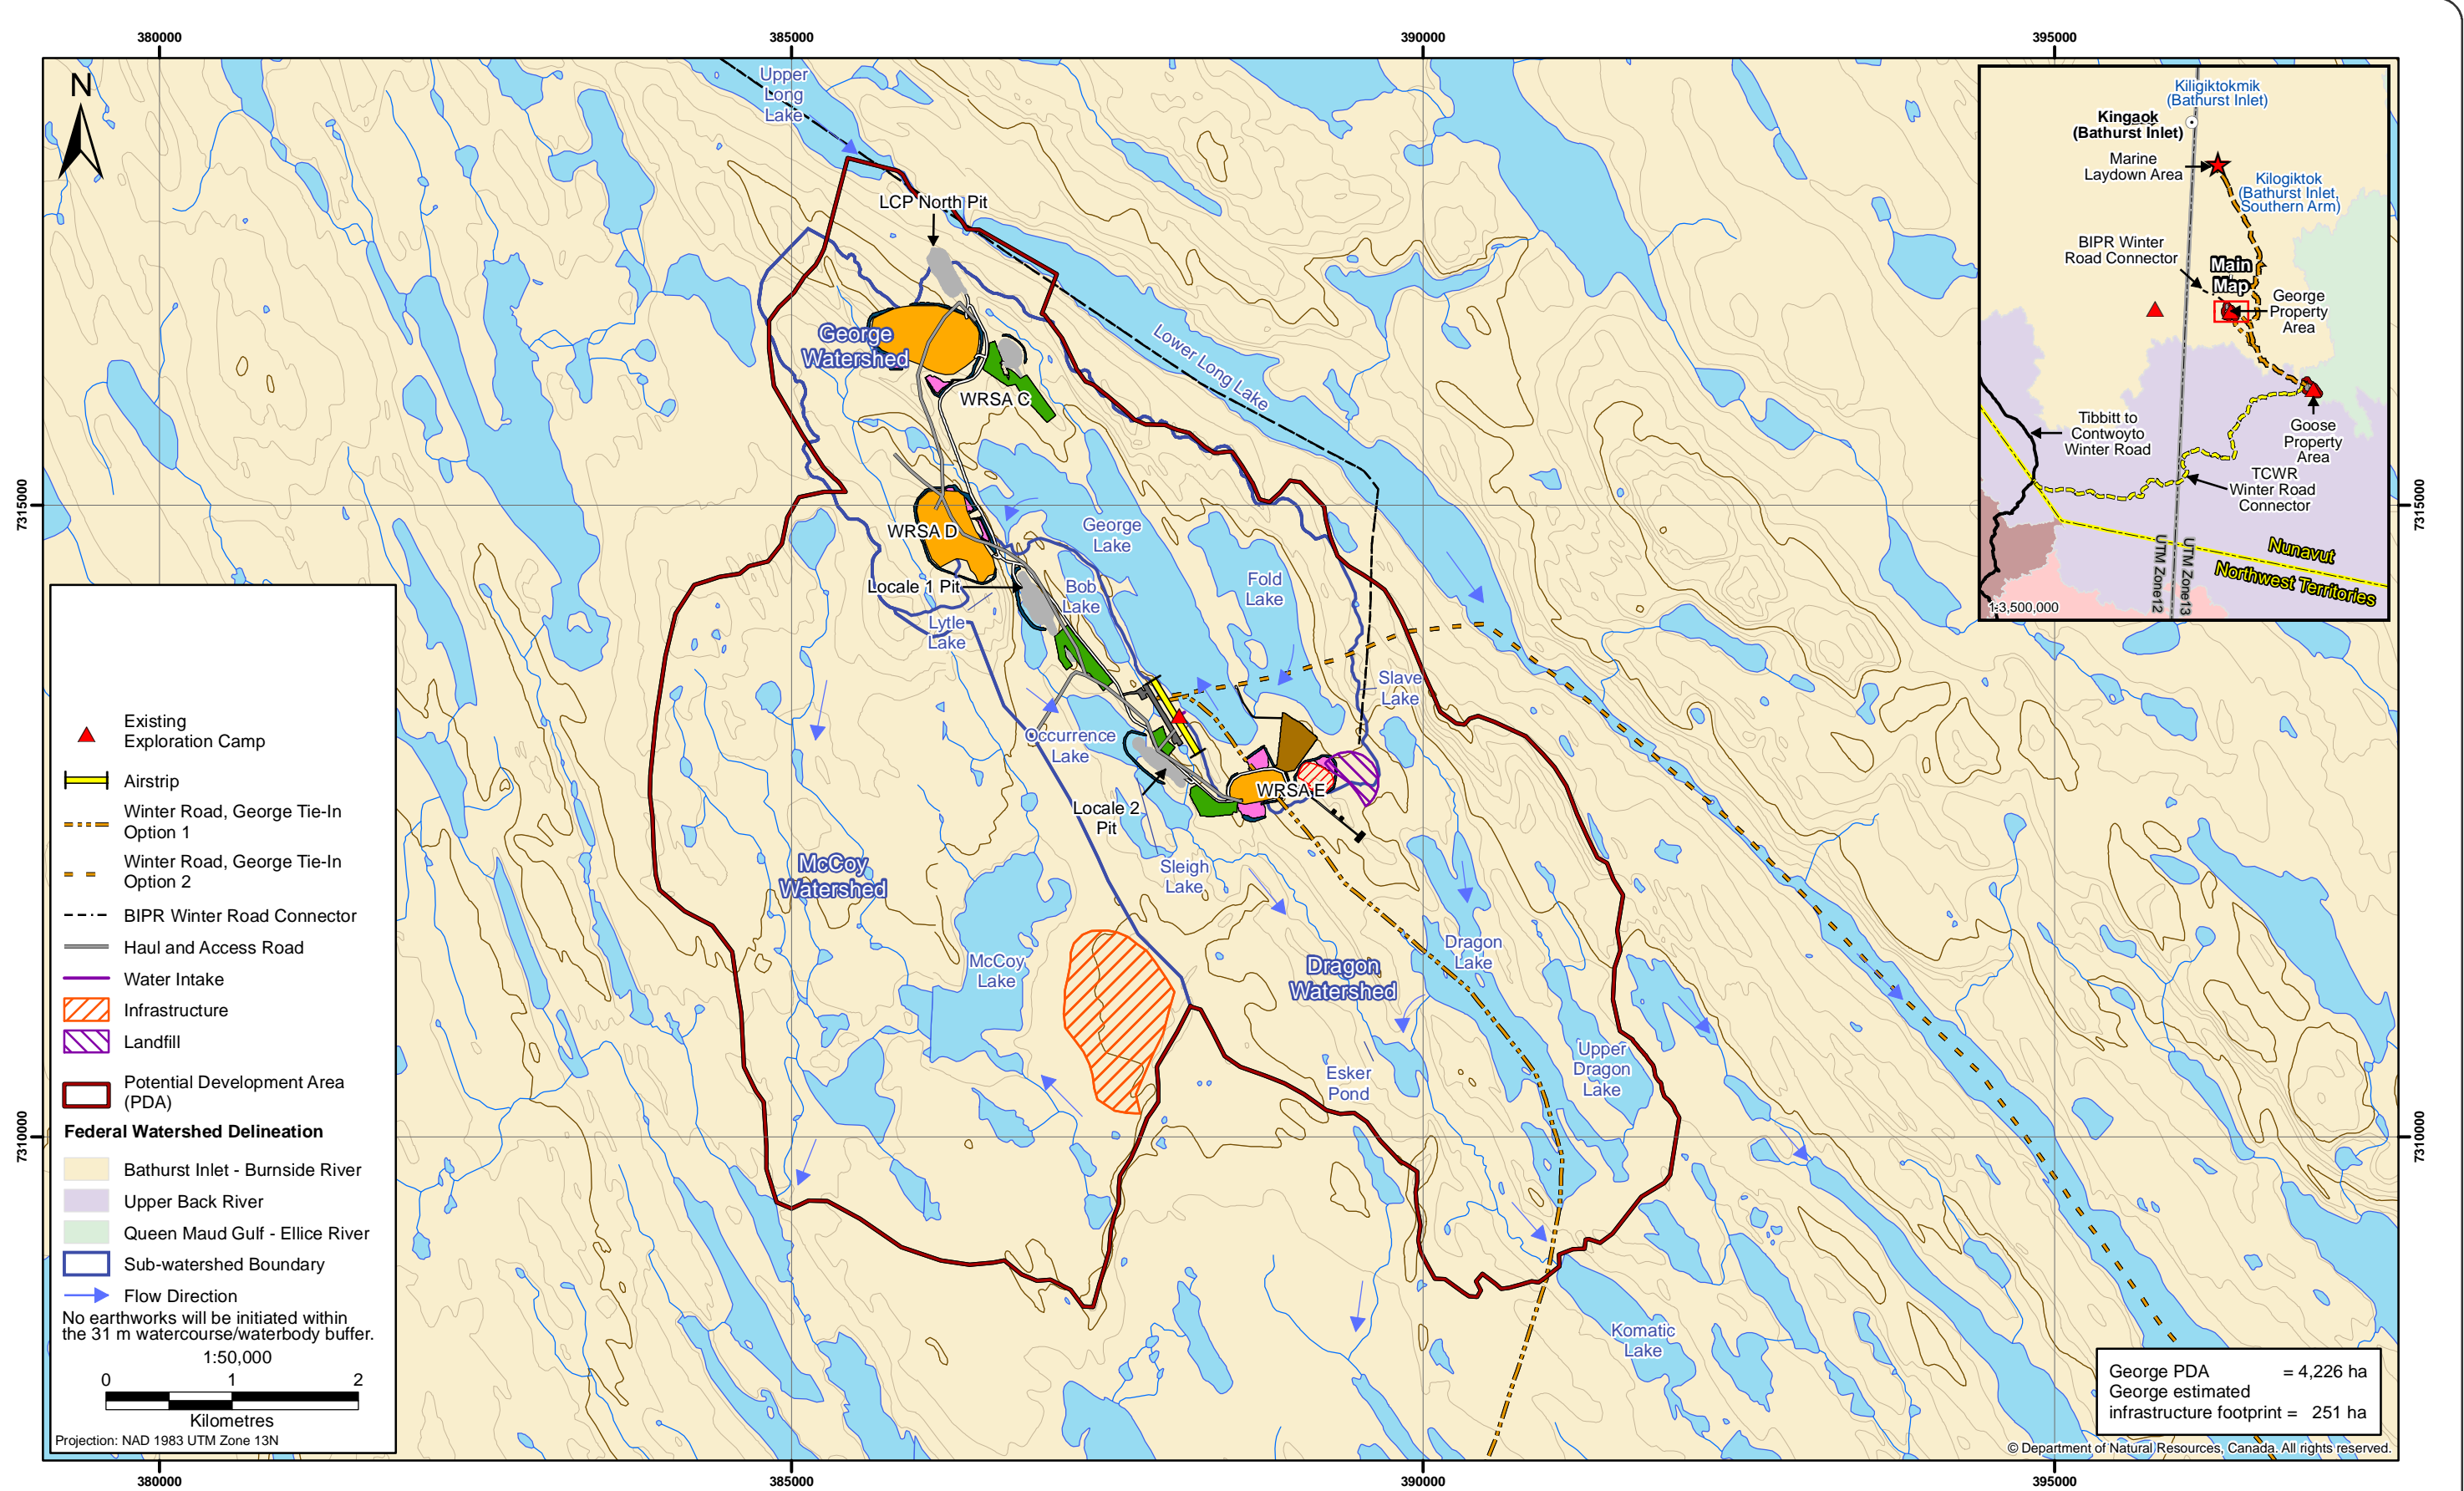 380000
385000
390000
395000
N
7315000
7310000
7315000
7310000
Upper
Long
Lake
LCP North Pit
George
Watershed
WRSA C
Lower Long Lake
WRSA D
George
Lake
Locale 1 Pit
Bob
Lake
Fold
Lake
Lytle
Lake
Slave
Lake
Occurrence
Lake
WRSA E
Locale 2
Pit
McCoy
Watershed
Sleigh
Lake
McCoy
Lake
Dragon
Lake
Dragon
Watershed
Esker
Pond
Upper
Dragon
Lake
Komatic
Lake
Kiligiktokmik
(Bathurst Inlet)
Kingaok
(Bathurst Inlet)
Marine
Laydown Area
Kilogiktok
(Bathurst Inlet,
Southern Arm)
BIPR Winter
Road Connector
Main
Map
George
Property
Area
Tibbitt to
Contwoyto
Winter Road
Goose
Property
Area
TCWR
Winter Road
Connector
UTM Zone12
UTM Zone13
Nunavut
Northwest Territories
1:3,500,000
Existing
Exploration Camp
Airstrip
Winter Road, George Tie-In
Option 1
Winter Road, George Tie-In
Option 2
BIPR Winter Road Connector
Haul and Access Road
Water Intake
Infrastructure
Landfill
Potential Development Area
(PDA)
Federal Watershed Delineation
Bathurst Inlet - Burnside River
Upper Back River
Queen Maud Gulf - Ellice River
Sub-watershed Boundary
Flow Direction
No earthworks will be initiated within
the 31 m watercourse/waterbody buffer.
1:50,000
0 1 2
Kilometres
Projection: NAD 1983 UTM Zone 13N
George PDA = 4,226 ha
George estimated
infrastructure footprint = 251 ha
© Department of Natural Resources, Canada. All rights reserved.
380000
385000
390000
395000